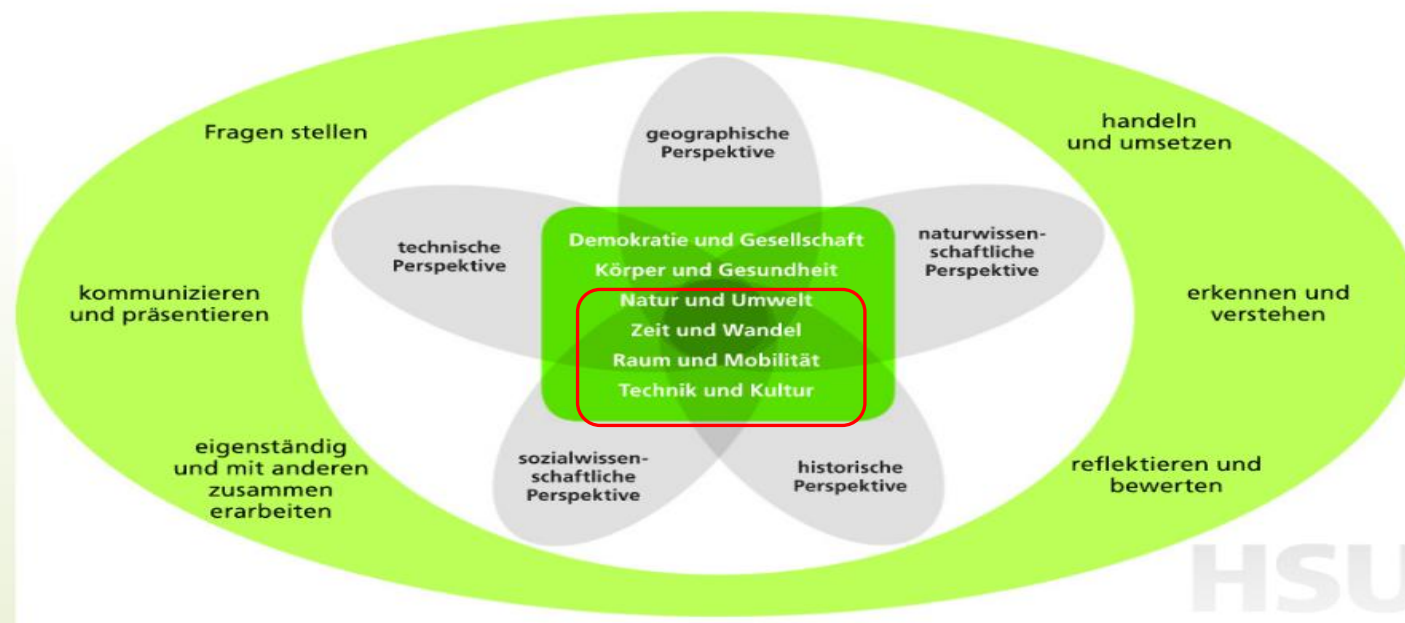 Fragen stellen
handeln
und umsetzen
geographische
Perspektive
technische
Perspektive
naturwissen-
schaftliche
Perspektive
Demokratie und Gesellschaft
Körper und Gesundheit
Natur und Umwelt
Zeit und Wandel
Raum und Mobilität
Technik und Kultur
kommunizieren
und präsentieren
erkennen und
verstehen
eigenständig
und mit anderen
zusammen
erarbeiten
sozialwissen-
schaftliche
Perspektive
historische
Perspektive
reflektieren und
bewerten
HSU